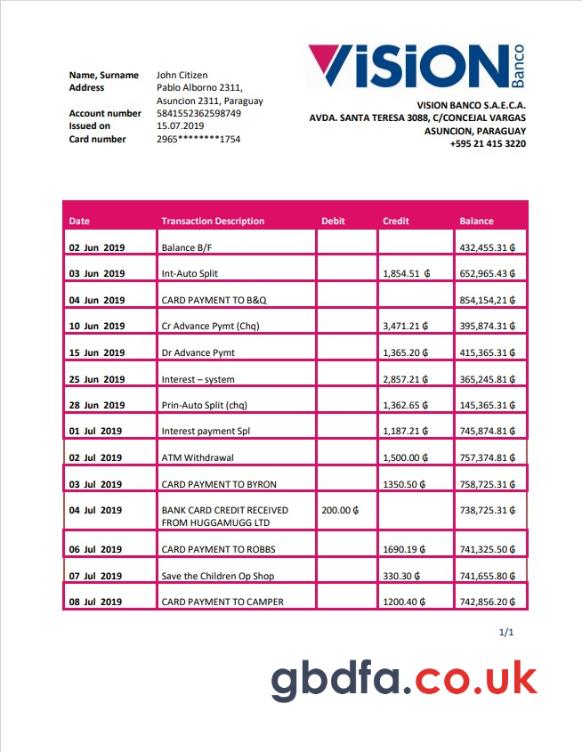 ViSiON
Banco
Name, Surname John Citizen
Address Pablo Alborno 2311,
Asuncion 2311, Paraguay
Account number 5841552362598749
Issued on 15.07.2019
Card number 2965********1754
VISION BANCO S.A.E.C.A.
AVDA. SANTA TERESA 3088, C/CONCEJAL VARGAS
ASUNCION, PARAGUAY
+595 21 415 3220
Date Transaction Description Debit Credit Balance
02 Jun 2019 Balance B/F 432,455.31 ₲
03 Jun 2019 Int-Auto Split 1,854.51 ₲ 652,965.43 ₲
04 Jun 2019 CARD PAYMENT TO B&Q 854,154,21 ₲
10 Jun 2019 Cr Advance Pymt (Chq) 3,471.21 ₲ 395,874.31 ₲
15 Jun 2019 Dr Advance Pymt 1,365.20 ₲ 415,365.31 ₲
25 Jun 2019 Interest – system 2,857.21 ₲ 365,245.81 ₲
28 Jun 2019 Prin-Auto Split (chq) 1,362.65 ₲ 145,365.31 ₲
01 Jul 2019 Interest payment Spl 1,187.21 ₲ 745,874.81 ₲
02 Jul 2019 ATM Withdrawal 1,500.00 ₲ 757,374.81 ₲
03 Jul 2019 CARD PAYMENT TO BYRON 1350.50 ₲ 758,725.31 ₲
04 Jul 2019 BANK CARD CREDIT RECEIVED 200.00 ₲ 738,725.31 ₲
FROM HUGGAMUGG LTD
06 Jul 2019 CARD PAYMENT TO ROBBS 1690.19 ₲ 741,325.50 ₲
07 Jul 2019 Save the Children Op Shop 330.30 ₲ 741,655.80 ₲
08 Jul 2019 CARD PAYMENT TO CAMPER 1200.40 ₲ 742,856.20 ₲
1/1
gbdfa.co.uk